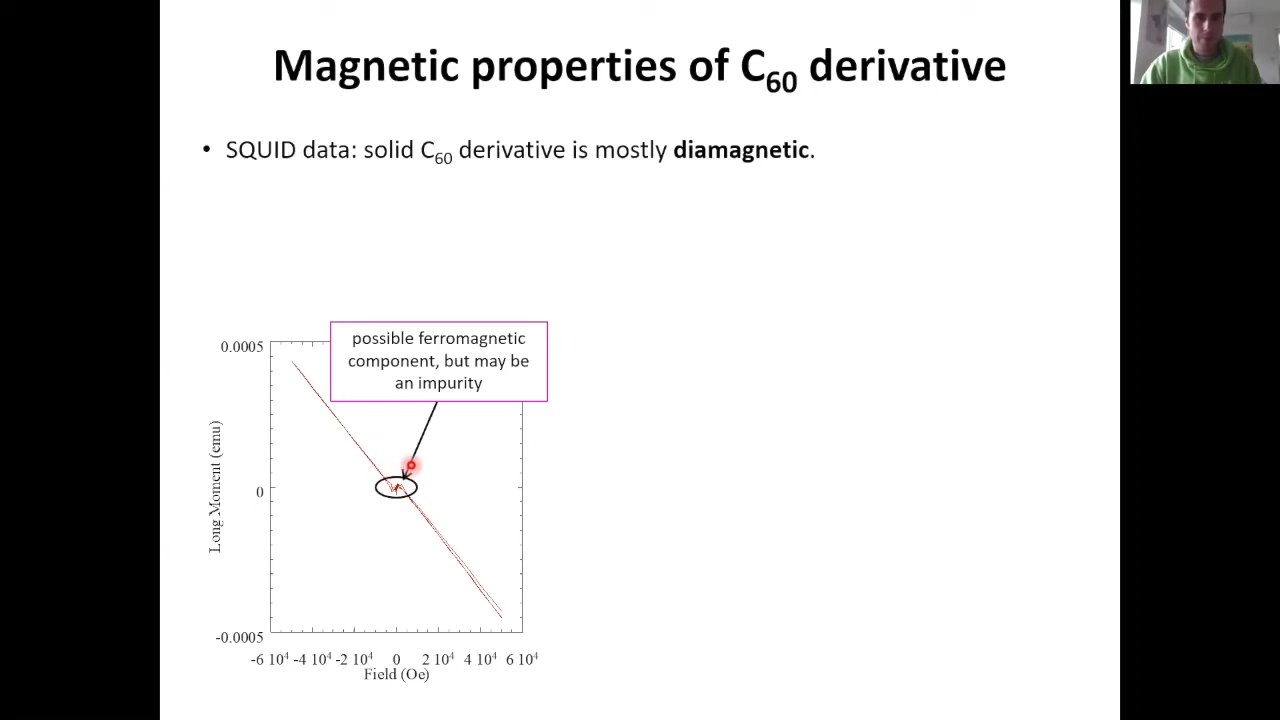 Magnetic properties of C₆₀ derivative
• SQUID data: solid C₆₀ derivative is mostly diamagnetic.
possible ferromagnetic
component, but may be
an impurity
0.0005
0
-0.0005
Long Moment (emu)
-6 10⁴ -4 10⁴ -2 10⁴ 0 2 10⁴ 4 10⁴ 6 10⁴
Field (Oe)